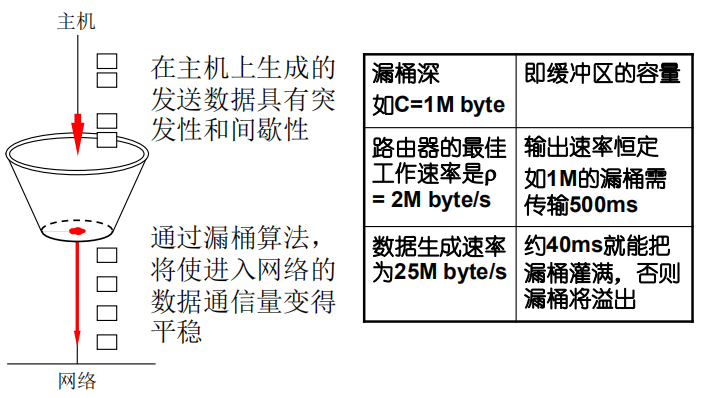 主机
在主机上生成的
发送数据具有突
发性和间歇性
通过漏桶算法，
将使进入网络的
数据通信量变得
平稳
网络
漏桶深
如C=1M byte
即缓冲区的容量
路由器的最佳
工作速率是ρ
= 2M byte/s
输出速率恒定
如1M的漏桶需
传输500ms
数据生成速率
为25M byte/s
约40ms就能把
漏桶灌满，否则
漏桶将溢出